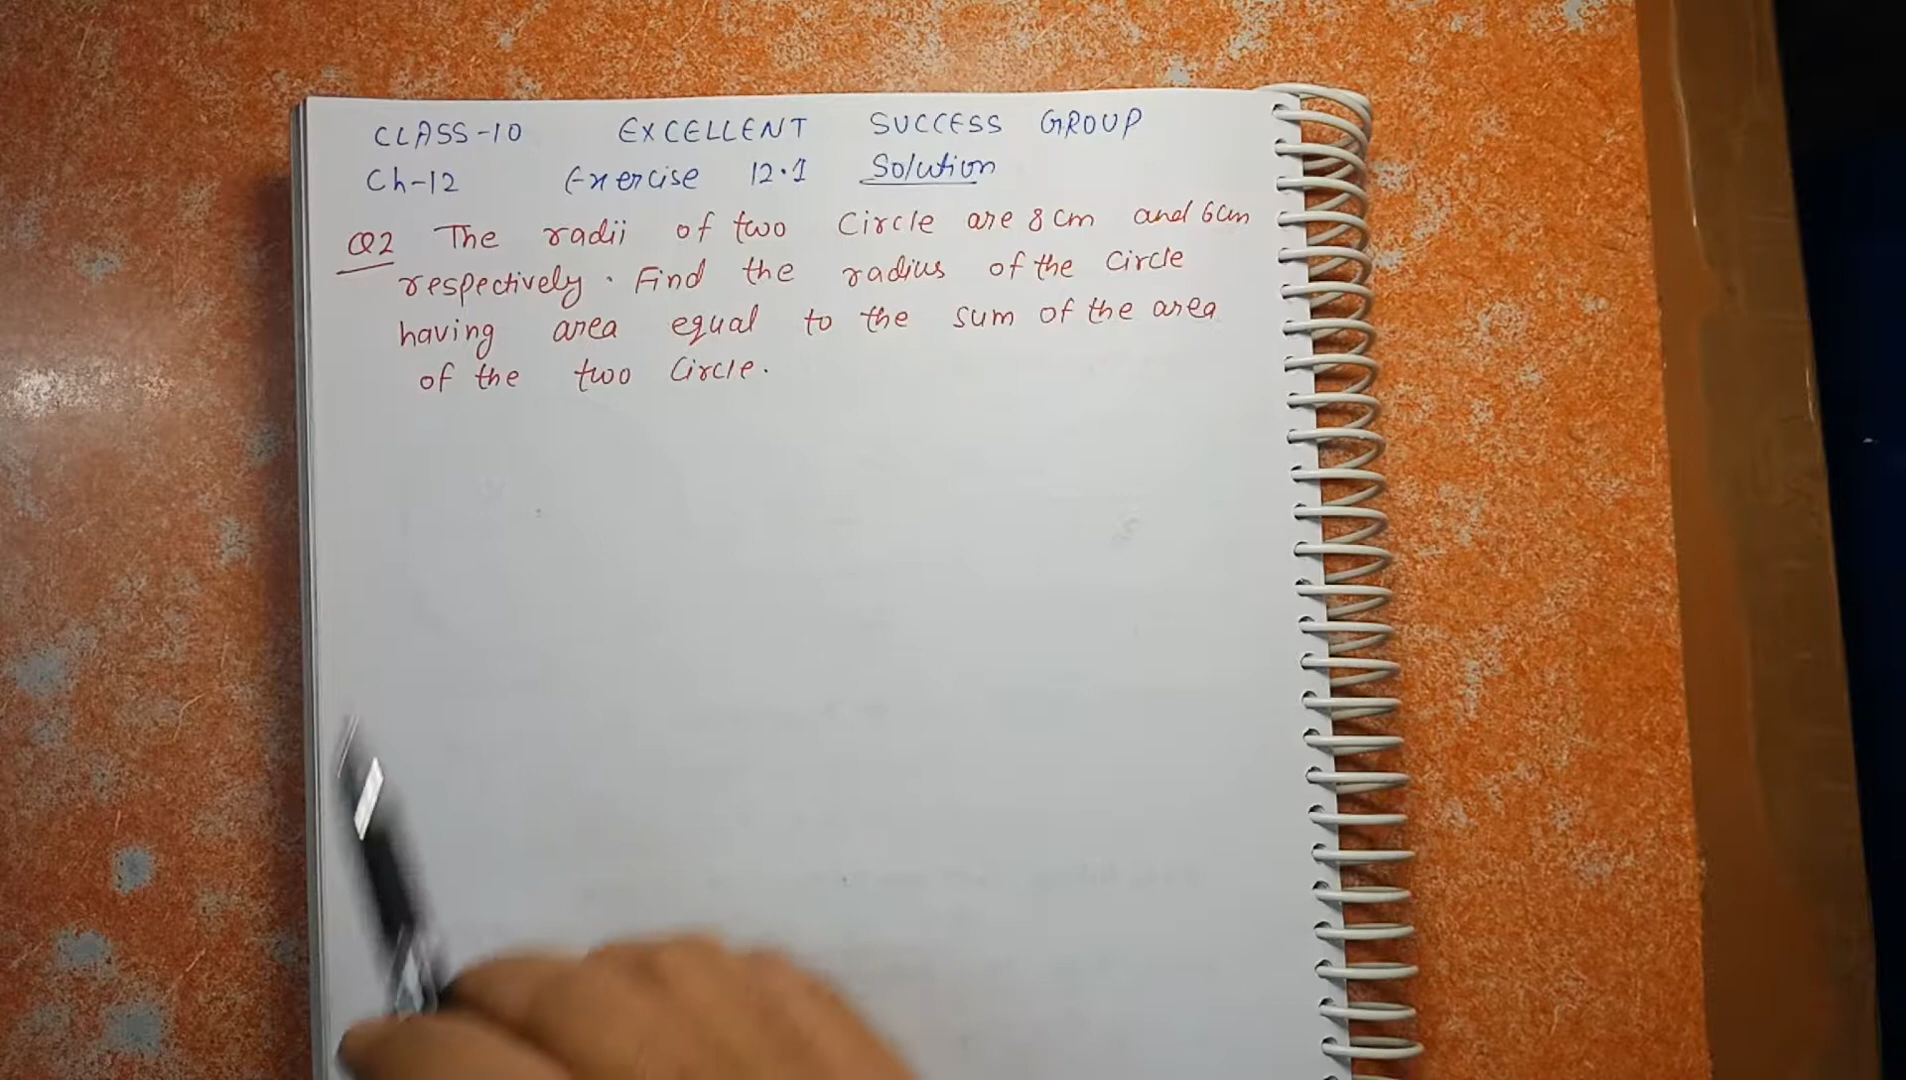 CLASS-10 EXCELLENT SUCCESS GROUP
Ch-12 Exercise 12.1 Solution
Q2 The radii of two Circle are 8cm and 6cm
respectively. Find the radius of the Circle
having area equal to the sum of the area
of the two Circle.